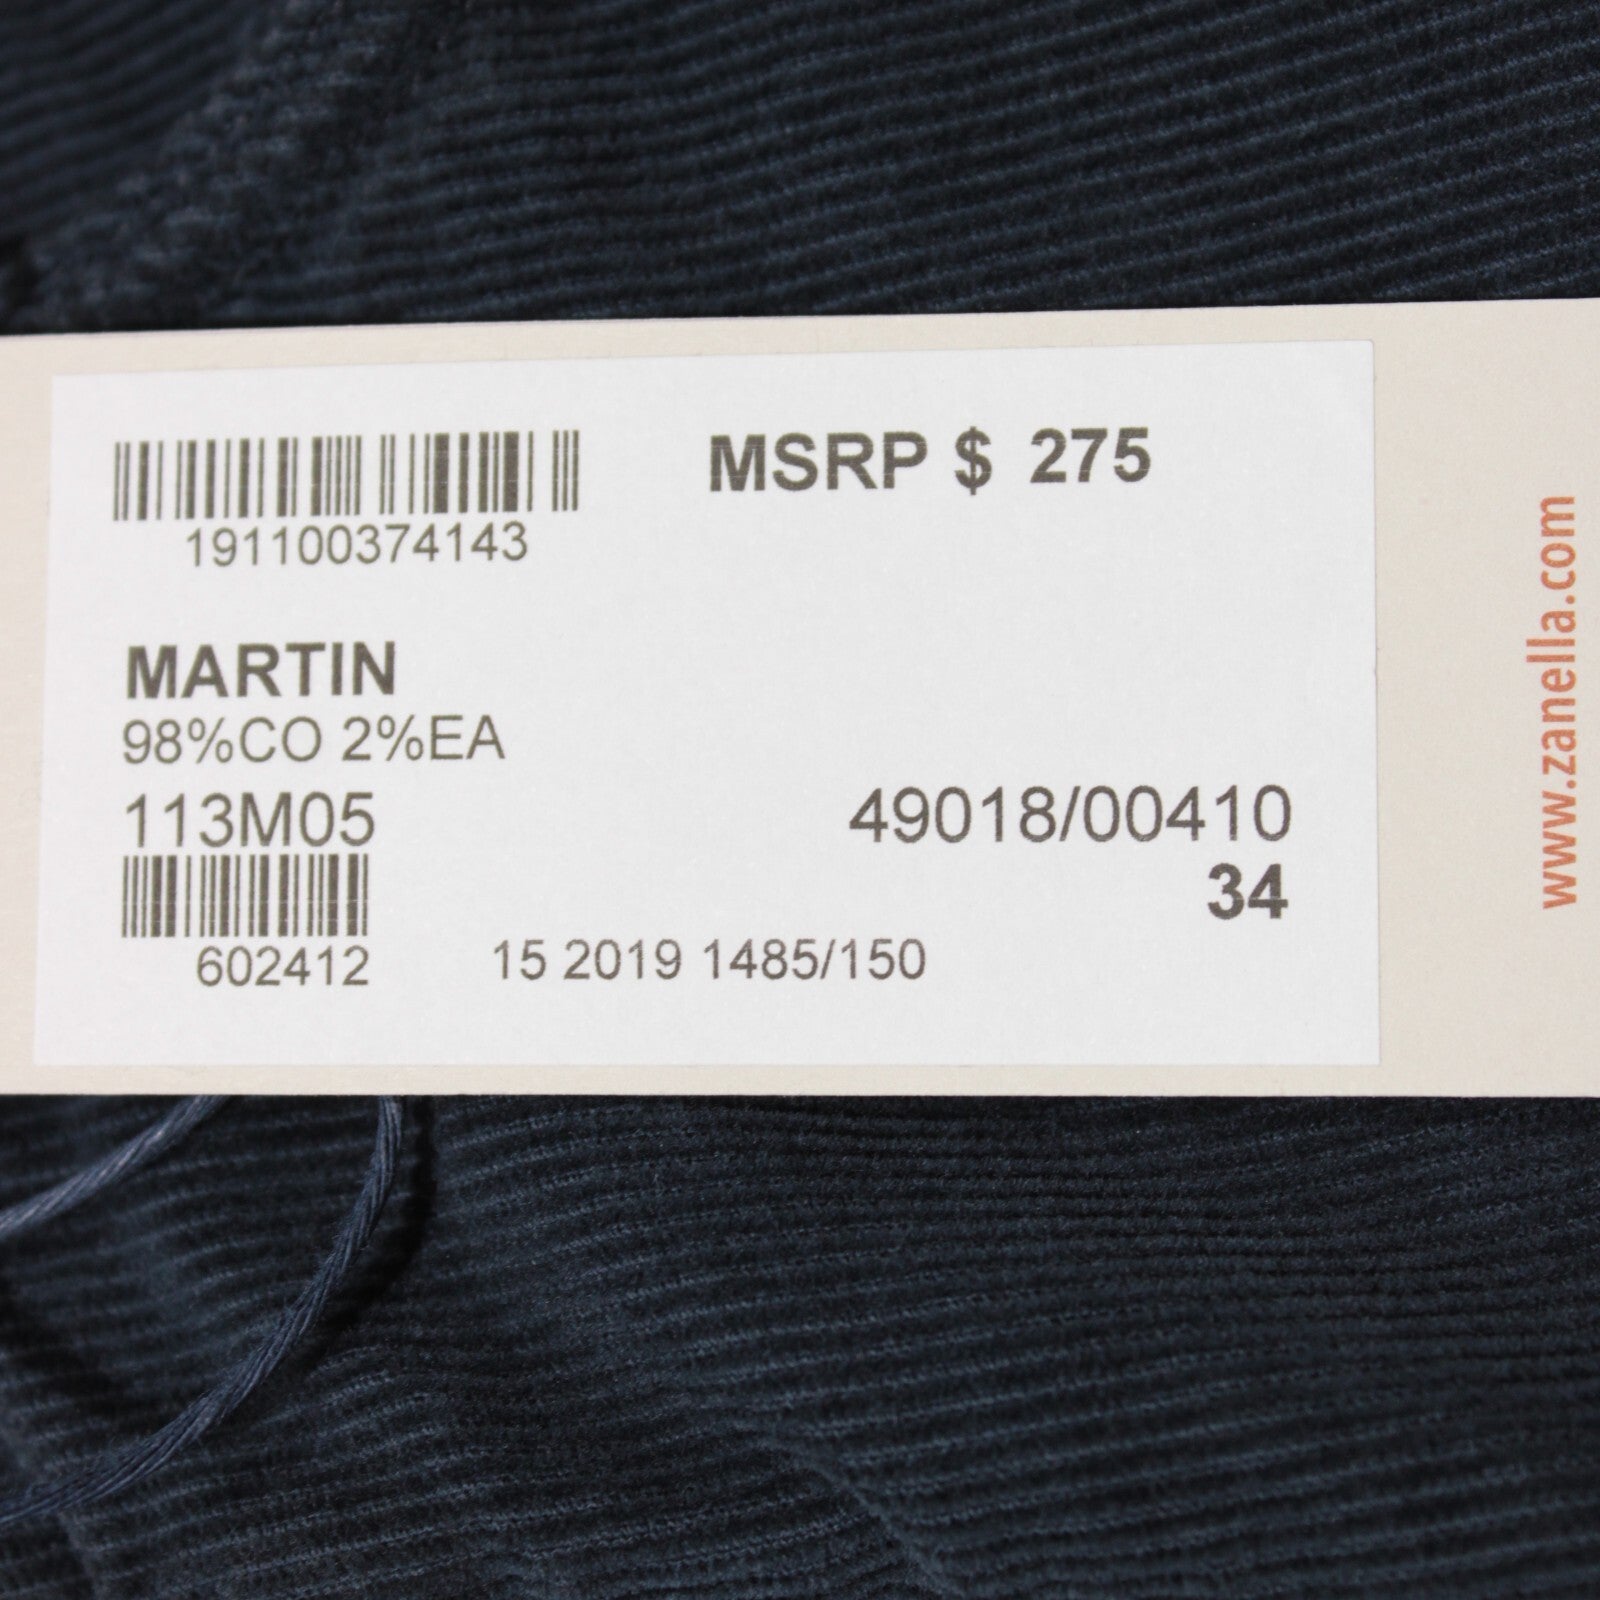 MSRP $ 275
191100374143
MARTIN
98%CO 2%EA
113M05
49018/00410
34
602412
15 2019 1485/150
www.zanella.com